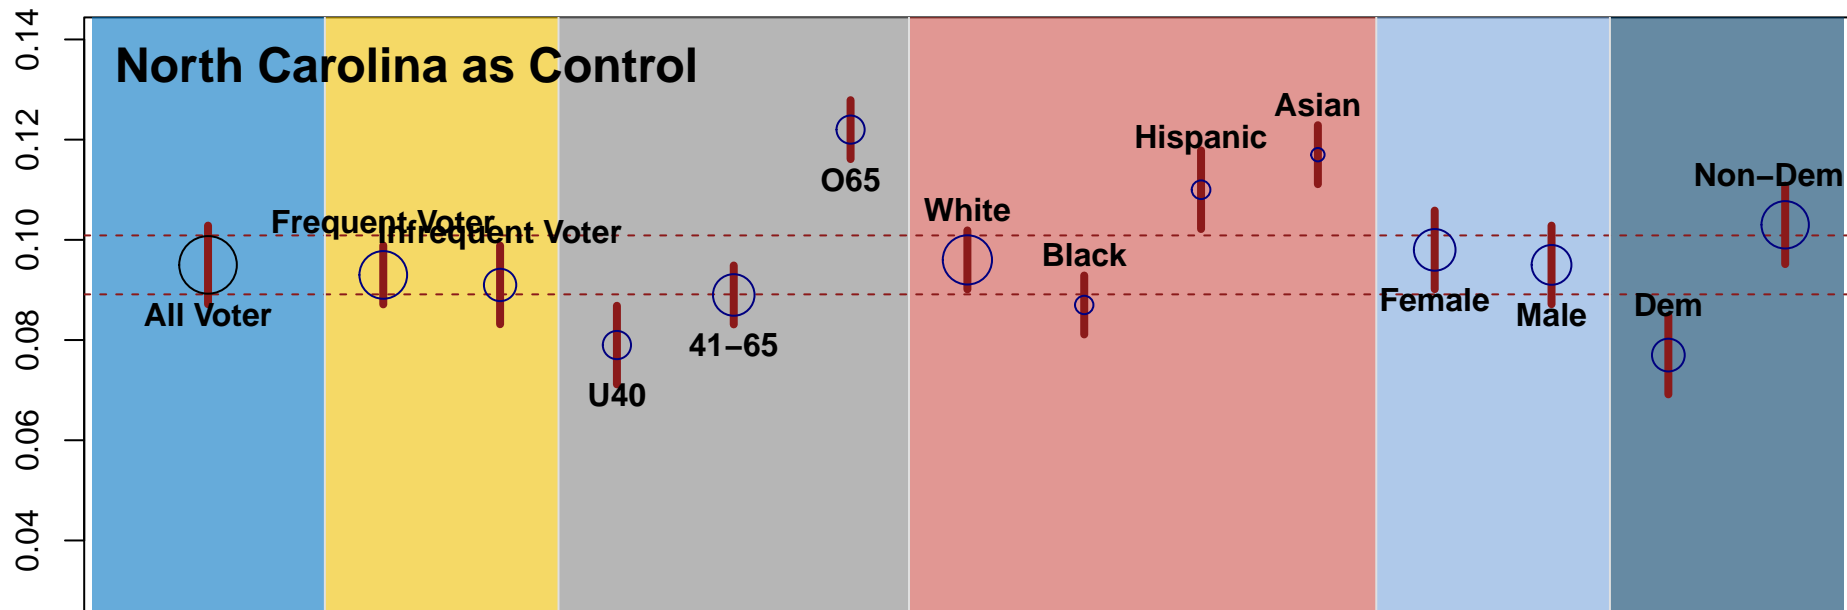 North Carolina as Control
0.14
0.12
0.10
0.08
0.06
0.04
All Voter
Frequent Voter
Infrequent Voter
U40
41−65
O65
White
Black
Hispanic
Asian
Female
Male
Dem
Non−Dem